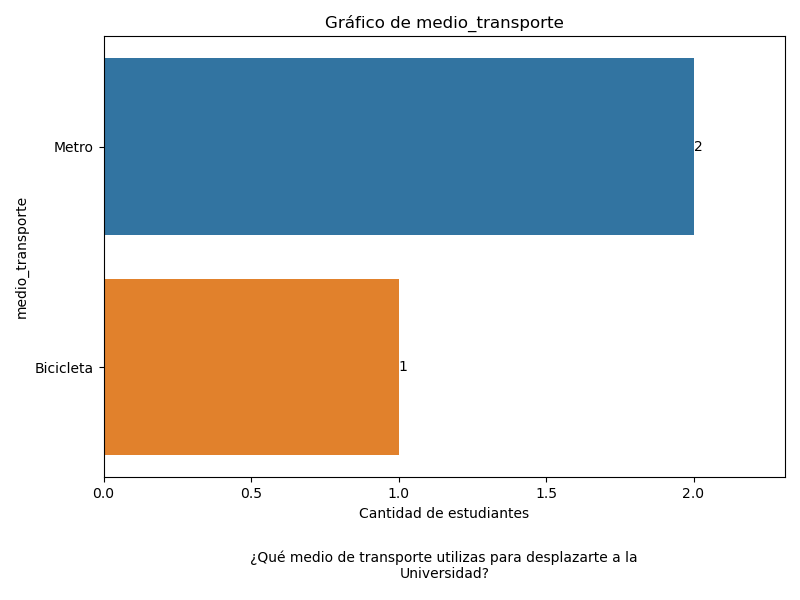 Gráfico de medio_transporte
medio_transporte
Metro
2
Bicicleta
1
0.0 0.5 1.0 1.5 2.0
Cantidad de estudiantes
¿Qué medio de transporte utilizas para desplazarte a la
Universidad?